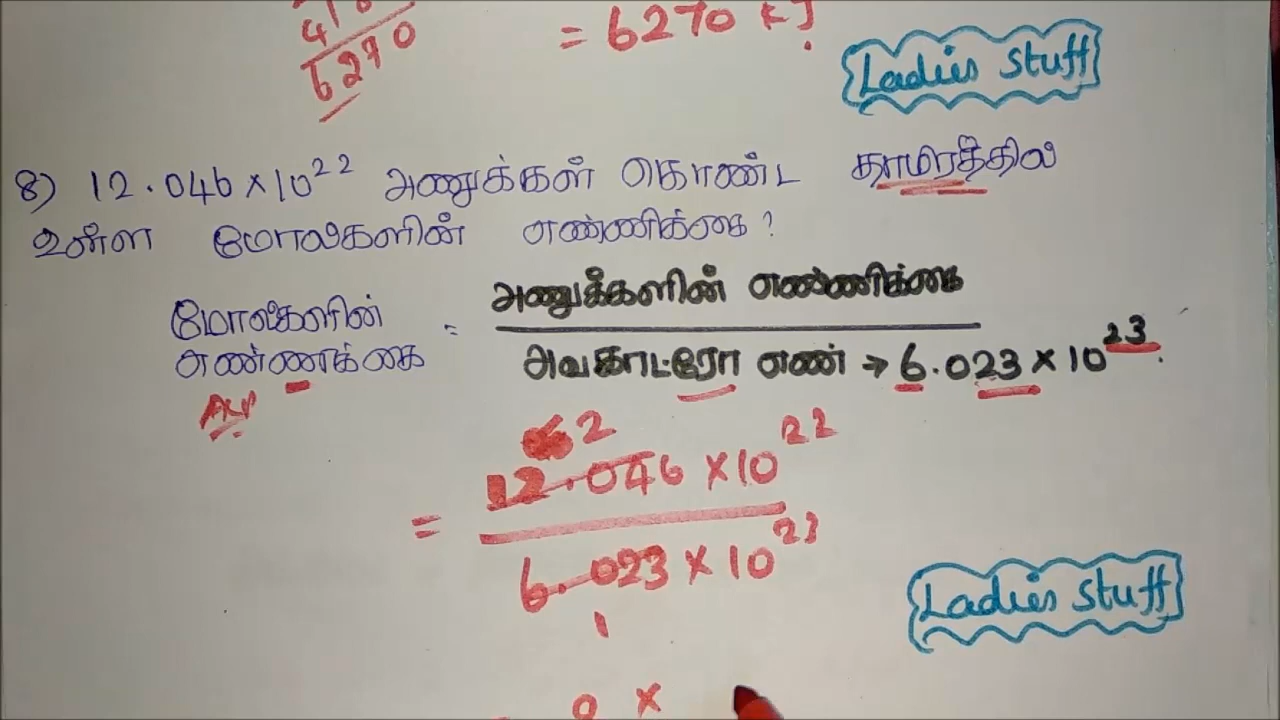 6270
= 6270 KJ.
Ladies Stuff
8) 12.046 × 10²² அணுக்கள் கொண்ட தாமிரத்தில்
உள்ள மோல்களின் எண்ணிக்கை?
மோல்களின் = அணுக்களின் எண்ணிக்கை
எண்ணக்கை அவகாட்ரோ எண் → 6.023 × 10²³.
2
= 12.046 × 10²²
6.023 × 10²³
1
Ladies Stuff
×